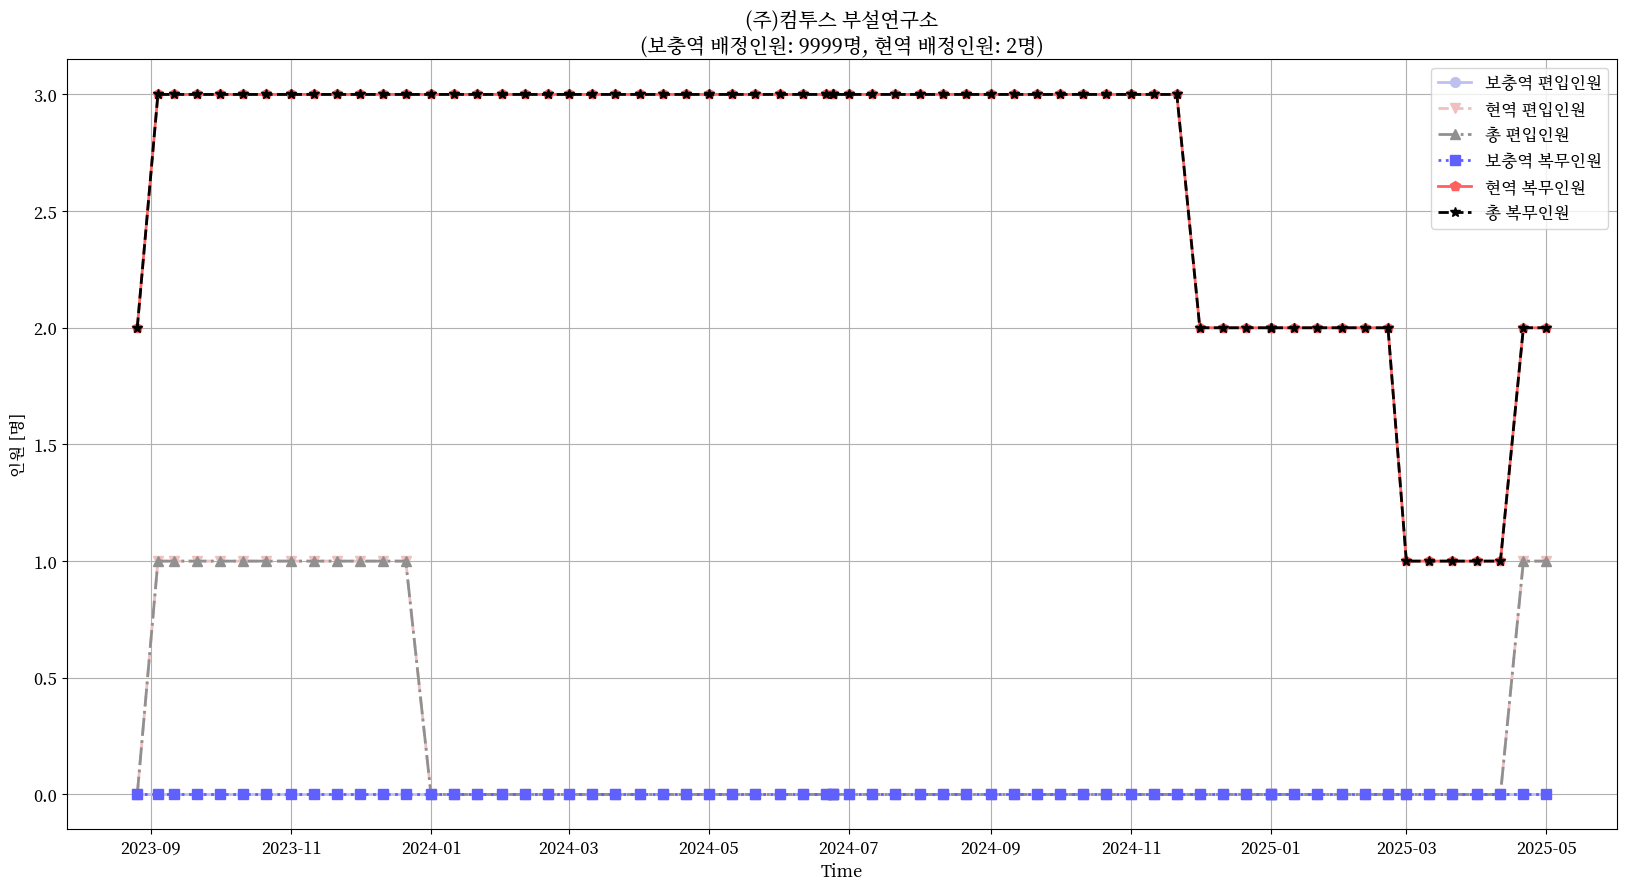 (주)컴투스 부설연구소
(보충역 배정인원: 9999명, 현역 배정인원: 2명)
보충역 편입인원
현역 편입인원
총 편입인원
보충역 복무인원
현역 복무인원
총 복무인원
인원 [명]
3.0
2.5
2.0
1.5
1.0
0.5
0.0
2023-09
2023-11
2024-01
2024-03
2024-05
2024-07
2024-09
2024-11
2025-01
2025-03
2025-05
Time